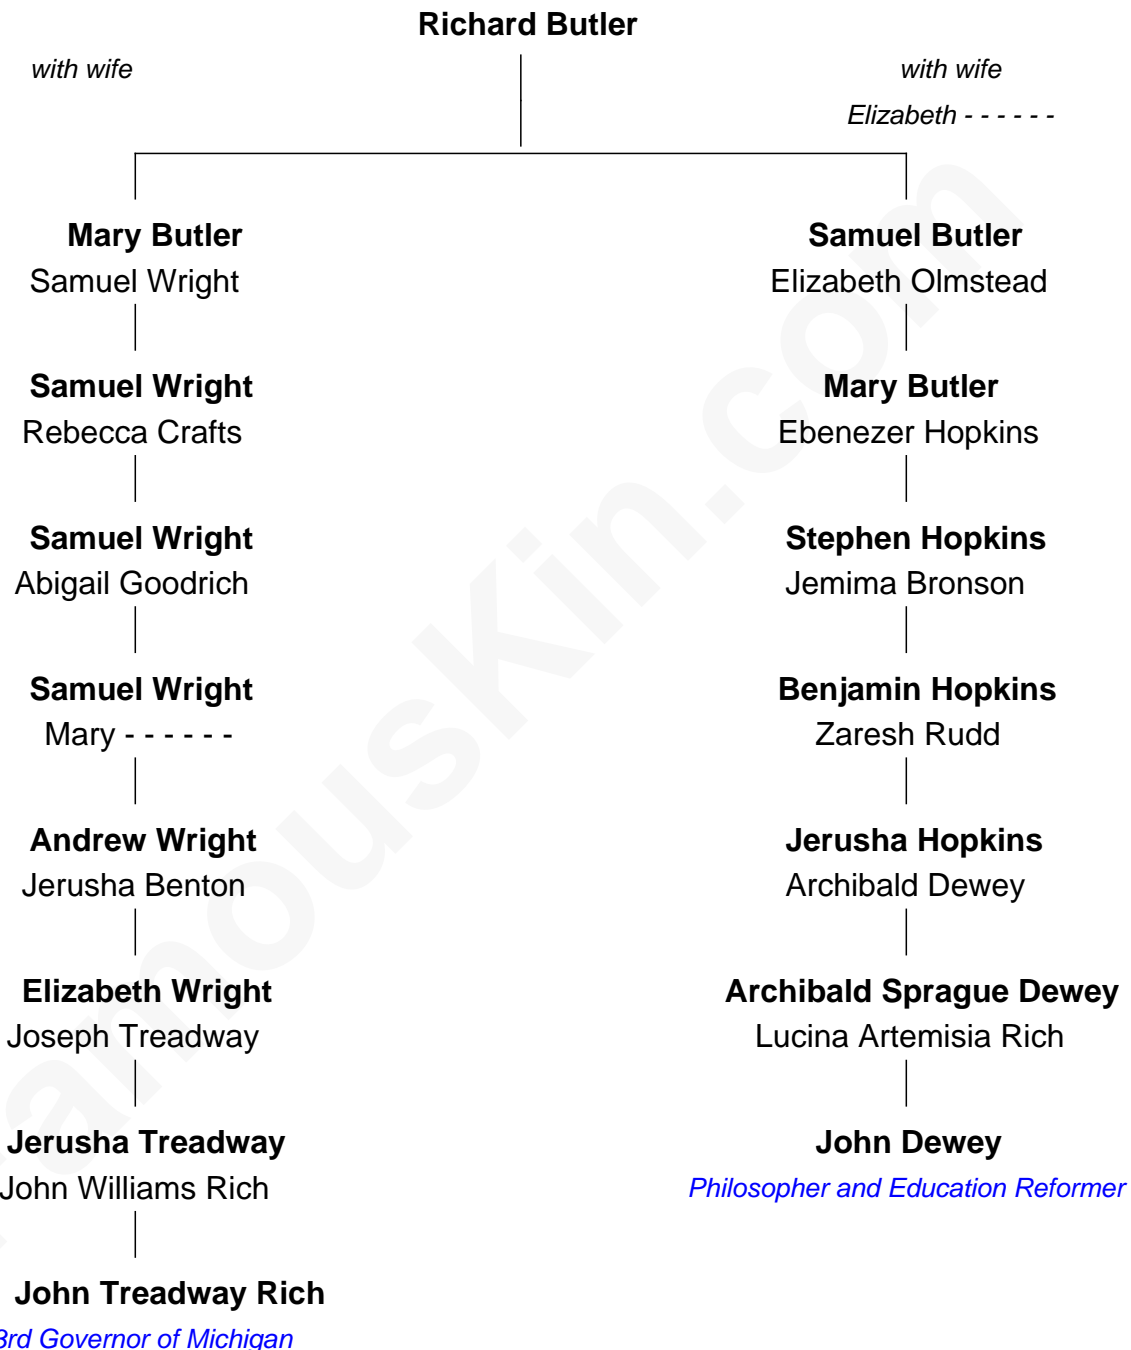 Richard Butler
with wife
with wife
Elizabeth - - - - - -
Mary Butler
Samuel Wright
Samuel Butler
Elizabeth Olmstead
Samuel Wright
Rebecca Crafts
Mary Butler
Ebenezer Hopkins
Samuel Wright
Abigail Goodrich
Stephen Hopkins
Jemima Bronson
Samuel Wright
Mary - - - - - -
Benjamin Hopkins
Zaresh Rudd
Andrew Wright
Jerusha Benton
Jerusha Hopkins
Archibald Dewey
Elizabeth Wright
Joseph Treadway
Archibald Sprague Dewey
Lucina Artemisia Rich
Jerusha Treadway
John Williams Rich
John Dewey
Philosopher and Education Reformer
John Treadway Rich
3rd Governor of Michigan
FamousKin.com